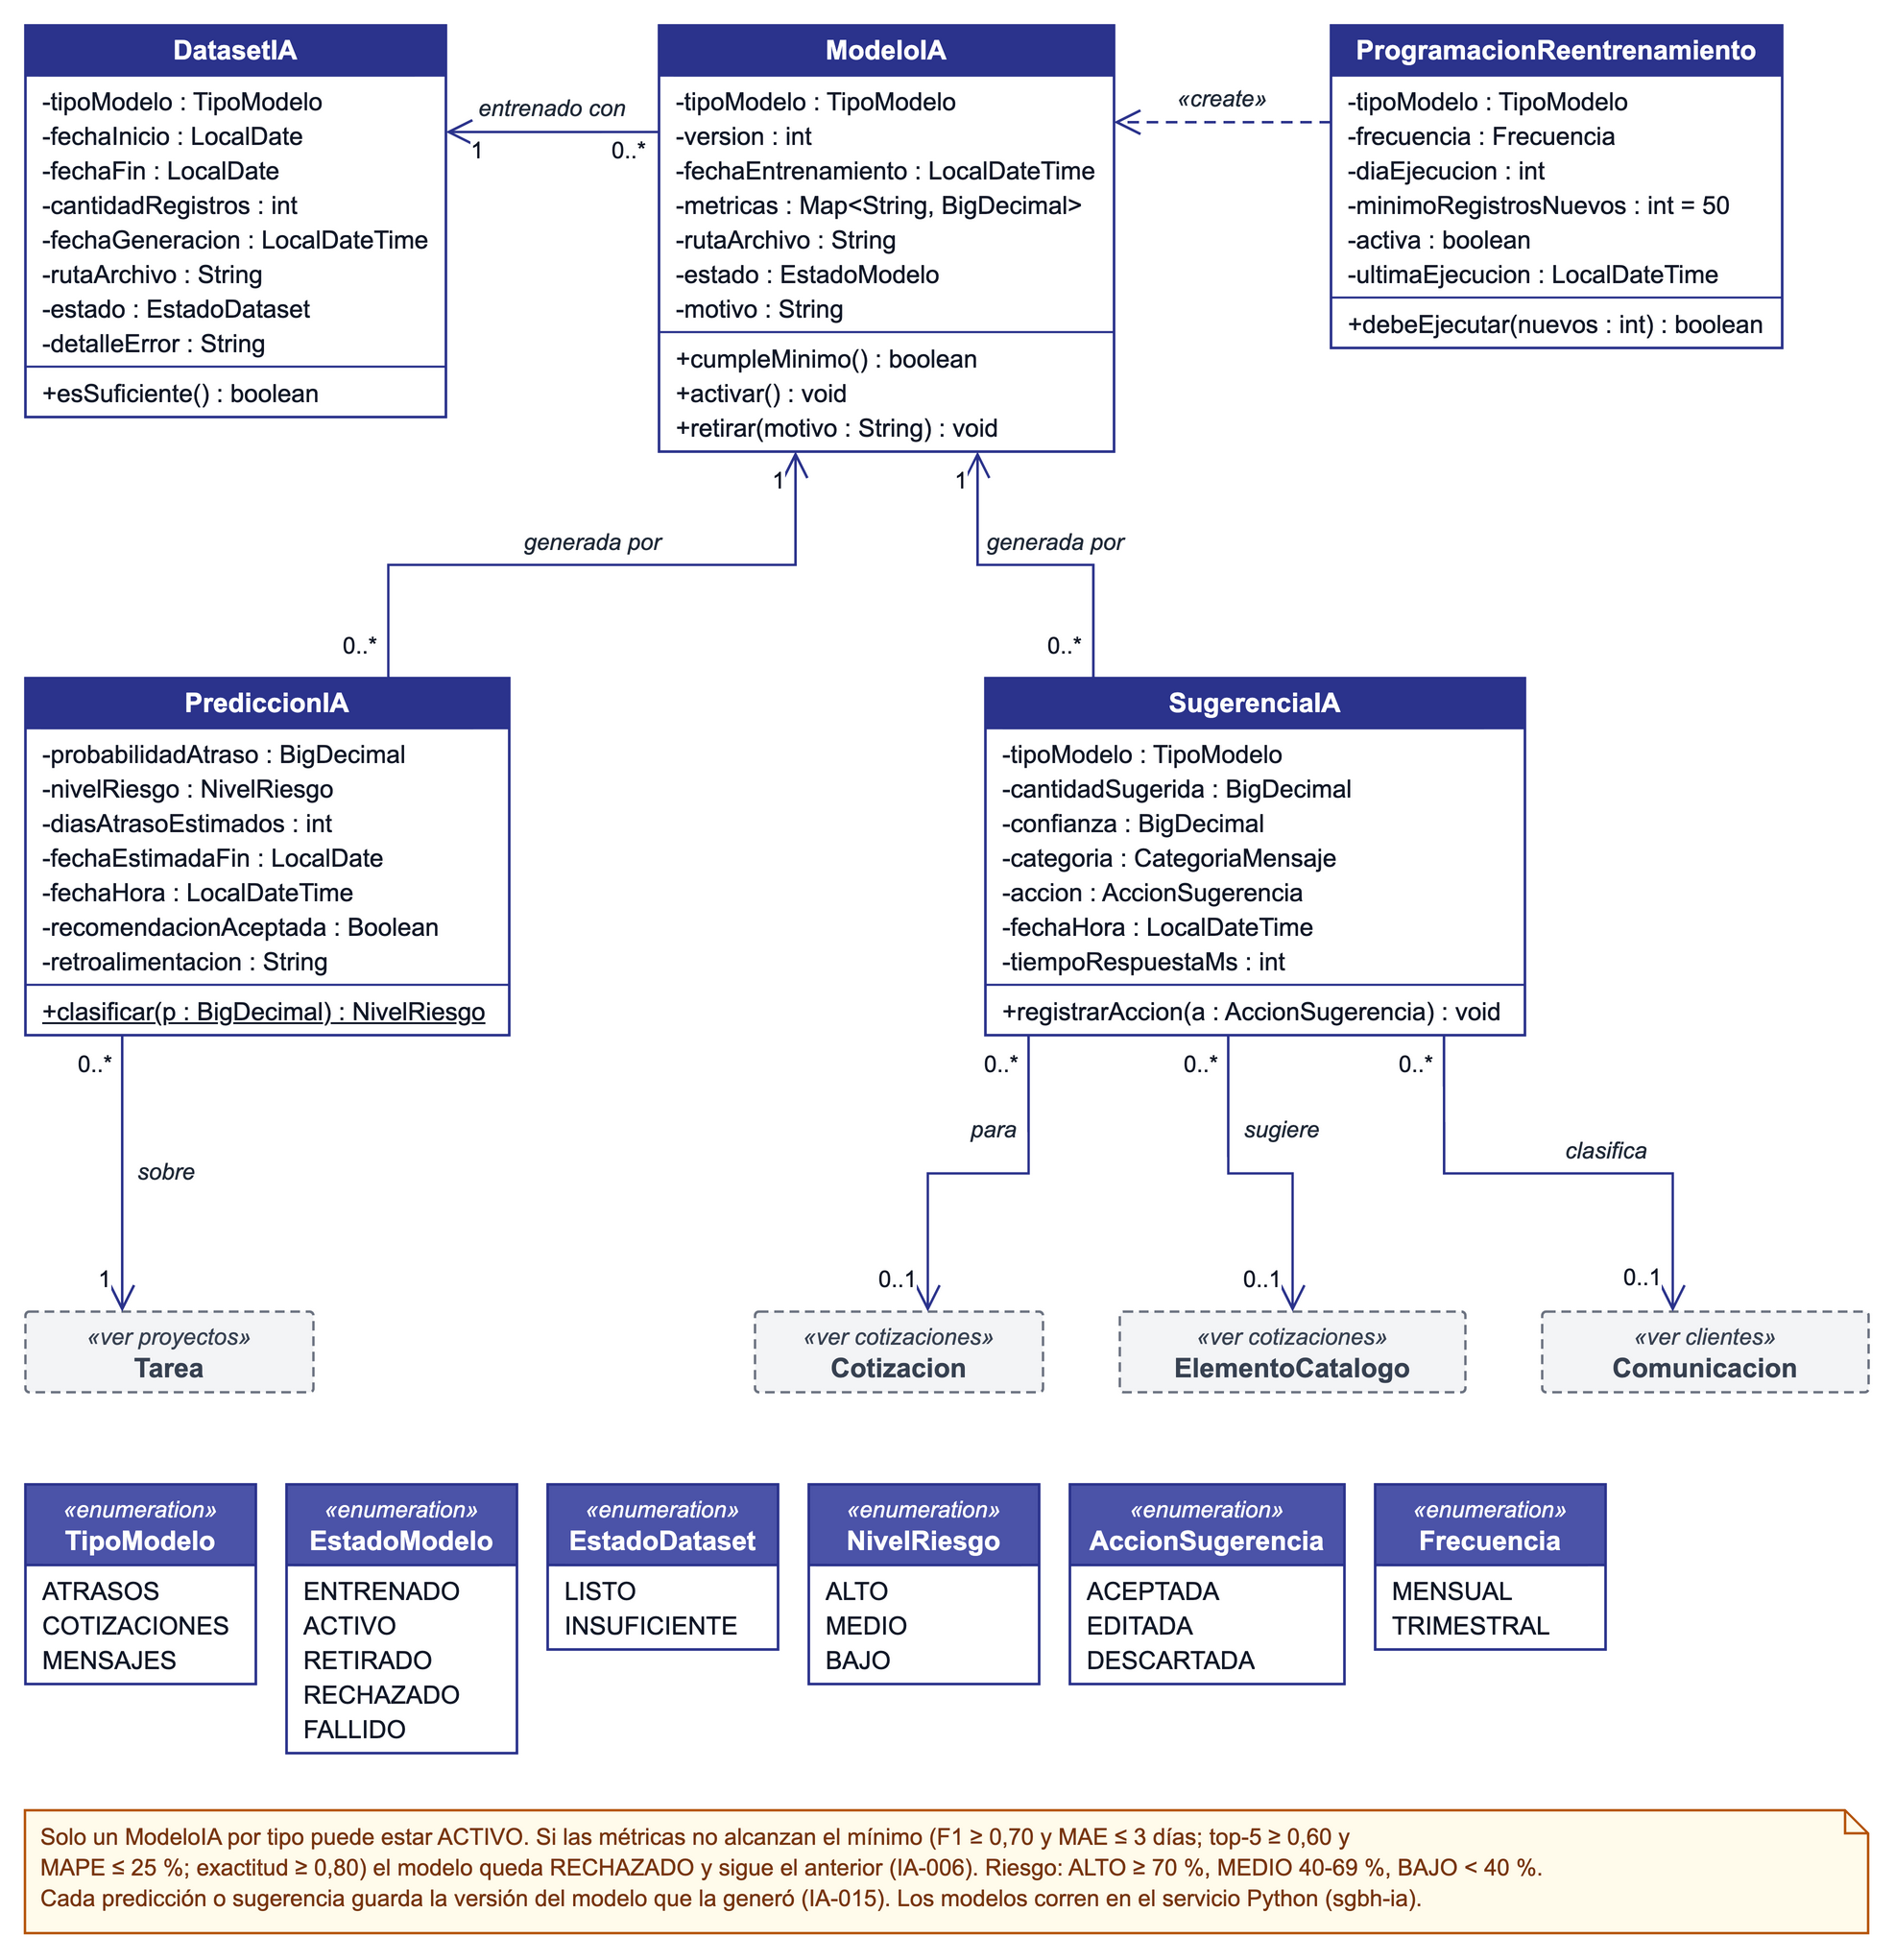 DatasetIA
-tipoModelo : TipoModelo
-fechaInicio : LocalDate
-fechaFin : LocalDate
-cantidadRegistros : int
-fechaGeneracion : LocalDateTime
-rutaArchivo : String
-estado : EstadoDataset
-detalleError : String
+esSuficiente() : boolean
entrenado con
1
0..*
ModeloIA
-tipoModelo : TipoModelo
-version : int
-fechaEntrenamiento : LocalDateTime
-metricas : Map<String, BigDecimal>
-rutaArchivo : String
-estado : EstadoModelo
-motivo : String
+cumpleMinimo() : boolean
+activar() : void
+retirar(motivo : String) : void
«create»
ProgramacionReentrenamiento
-tipoModelo : TipoModelo
-frecuencia : Frecuencia
-diaEjecucion : int
-minimoRegistrosNuevos : int = 50
-activa : boolean
-ultimaEjecucion : LocalDateTime
+debeEjecutar(nuevos : int) : boolean
1
generada por
0..*
1
generada por
0..*
PrediccionIA
-probabilidadAtraso : BigDecimal
-nivelRiesgo : NivelRiesgo
-diasAtrasoEstimados : int
-fechaEstimadaFin : LocalDate
-fechaHora : LocalDateTime
-recomendacionAceptada : Boolean
-retroalimentacion : String
+clasificar(p : BigDecimal) : NivelRiesgo
SugerenciaIA
-tipoModelo : TipoModelo
-cantidadSugerida : BigDecimal
-confianza : BigDecimal
-categoria : CategoriaMensaje
-accion : AccionSugerencia
-fechaHora : LocalDateTime
-tiempoRespuestaMs : int
+registrarAccion(a : AccionSugerencia) : void
0..*
sobre
1
0..*
para
0..1
0..*
sugiere
0..1
0..*
clasifica
0..1
«ver proyectos»
Tarea
«ver cotizaciones»
Cotizacion
«ver cotizaciones»
ElementoCatalogo
«ver clientes»
Comunicacion
«enumeration»
TipoModelo
ATRASOS
COTIZACIONES
MENSAJES
«enumeration»
EstadoModelo
ENTRENADO
ACTIVO
RETIRADO
RECHAZADO
FALLIDO
«enumeration»
EstadoDataset
LISTO
INSUFICIENTE
«enumeration»
NivelRiesgo
ALTO
MEDIO
BAJO
«enumeration»
AccionSugerencia
ACEPTADA
EDITADA
DESCARTADA
«enumeration»
Frecuencia
MENSUAL
TRIMESTRAL
Solo un ModeloIA por tipo puede estar ACTIVO. Si las métricas no alcanzan el mínimo (F1 ≥ 0,70 y MAE ≤ 3 días; top-5 ≥ 0,60 y
MAPE ≤ 25 %; exactitud ≥ 0,80) el modelo queda RECHAZADO y sigue el anterior (IA-006). Riesgo: ALTO ≥ 70 %, MEDIO 40-69 %, BAJO < 40 %.
Cada predicción o sugerencia guarda la versión del modelo que la generó (IA-015). Los modelos corren en el servicio Python (sgbh-ia).